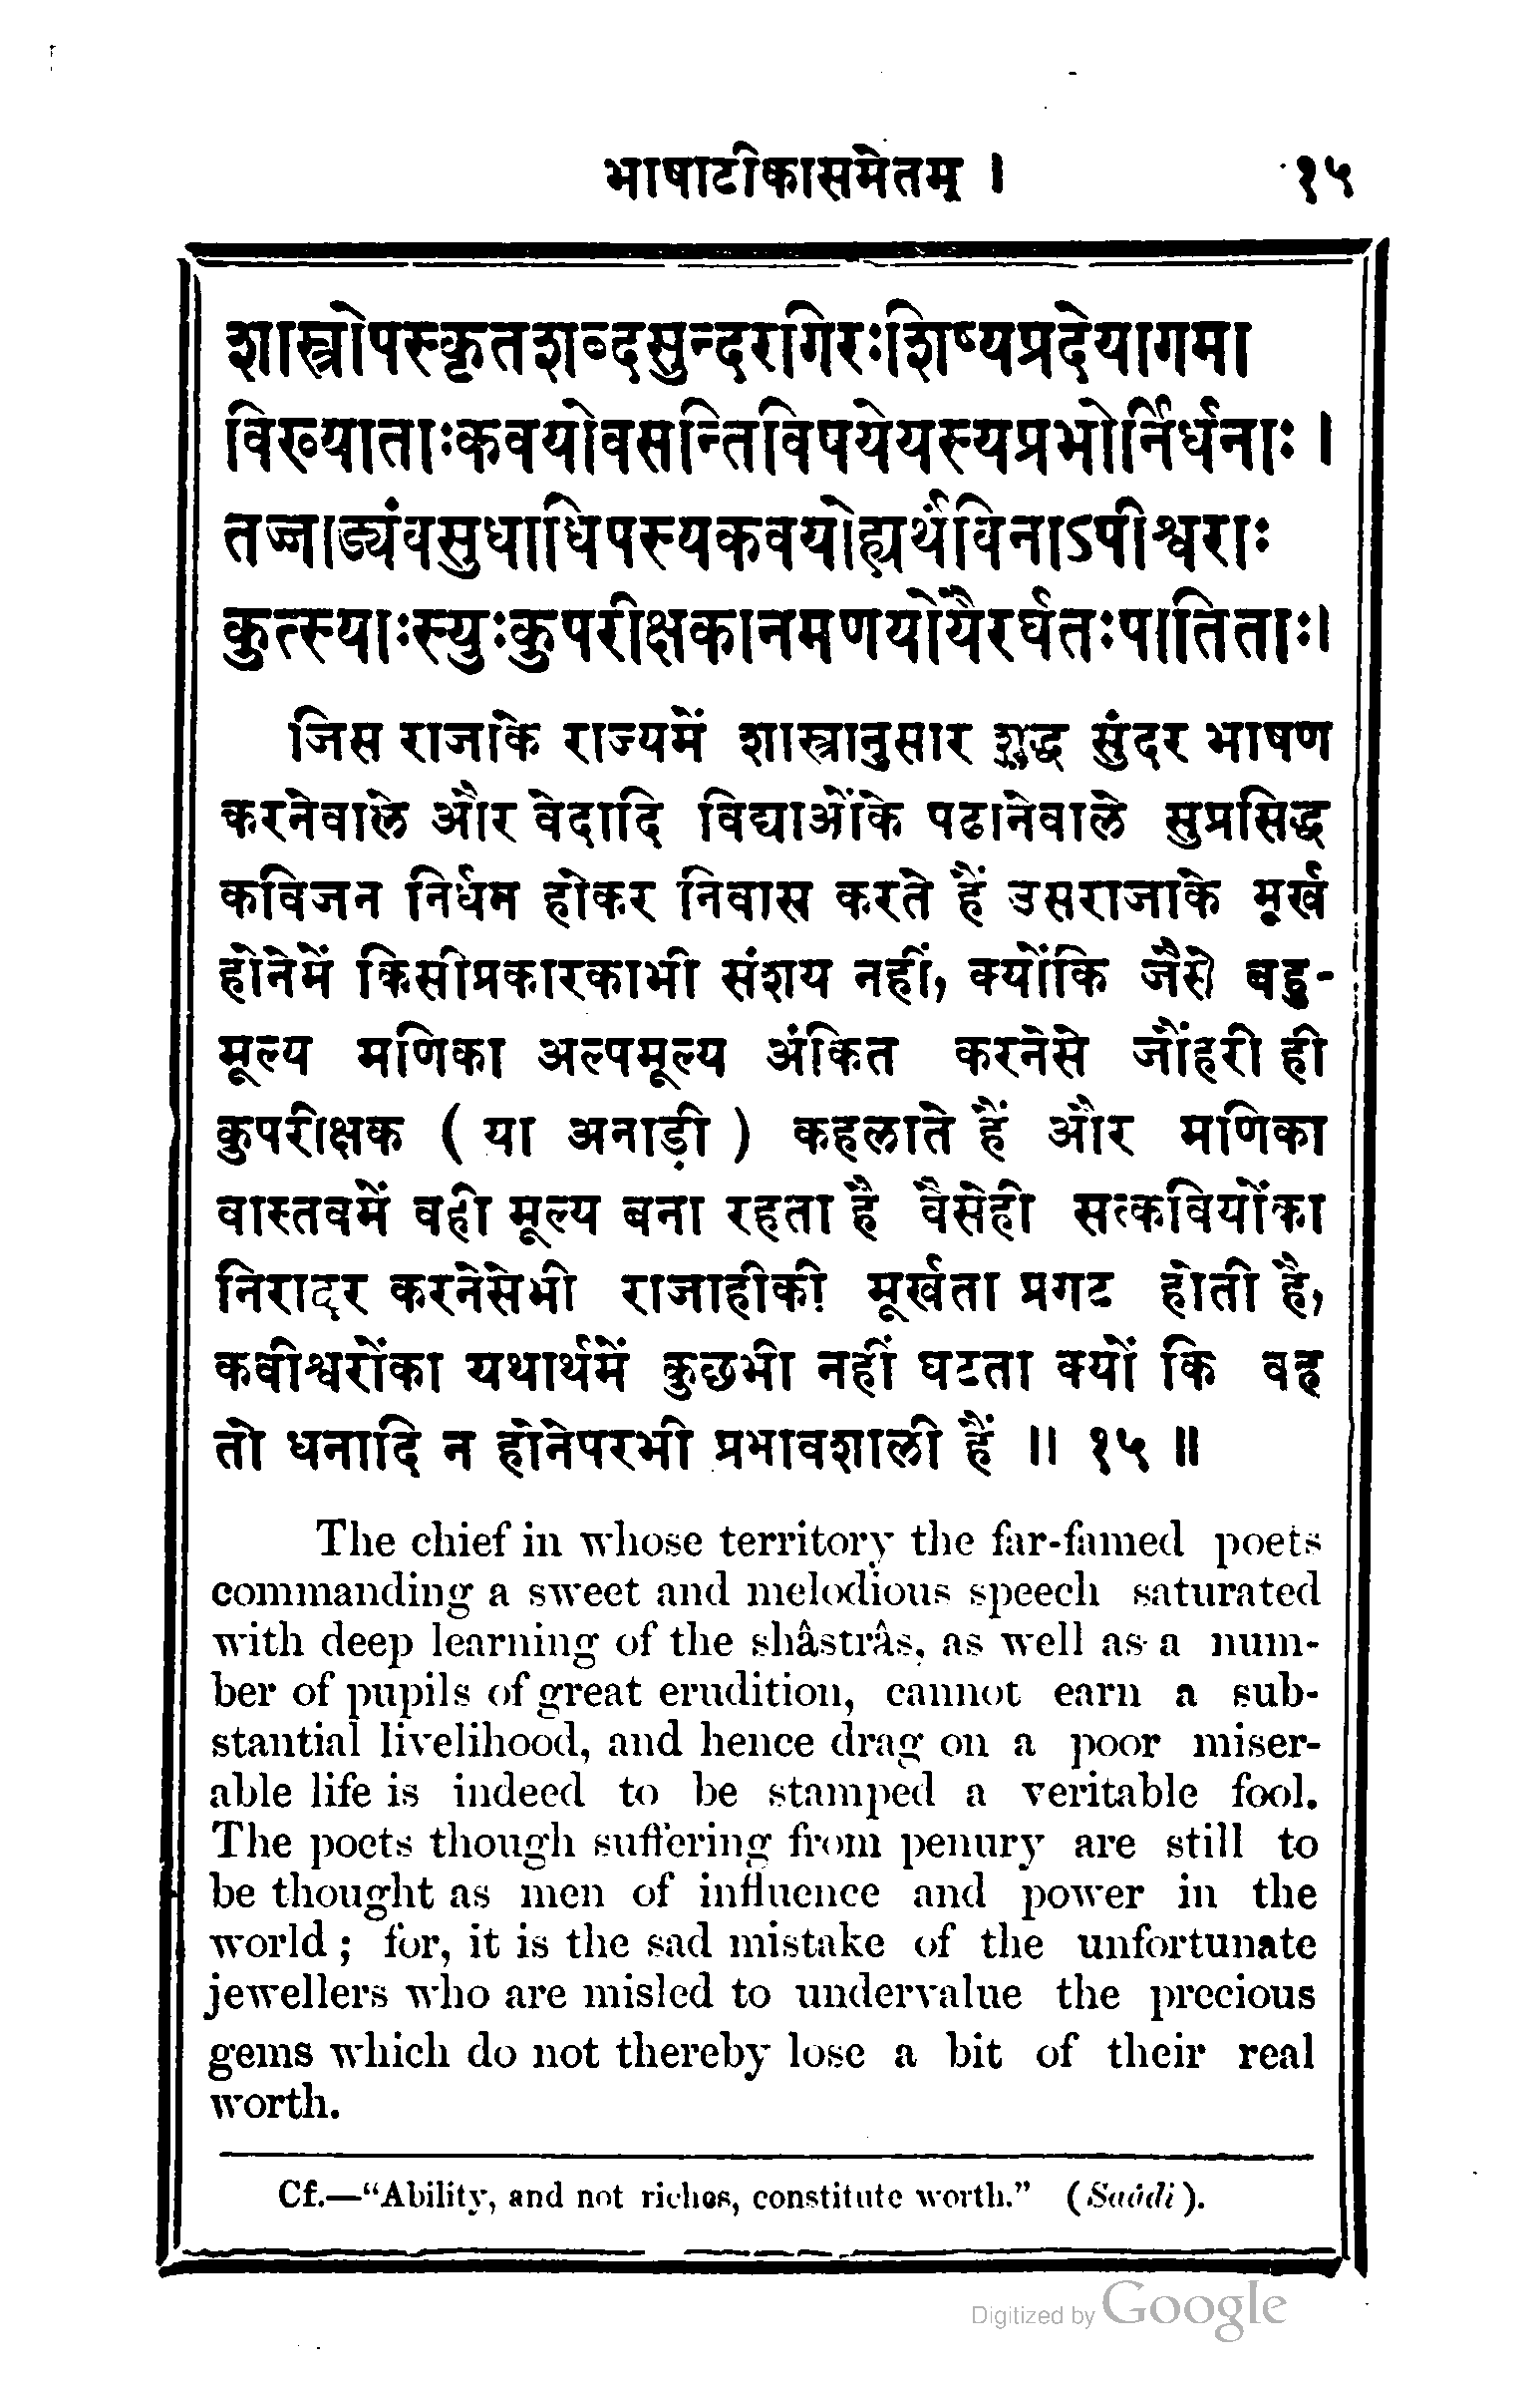 भाषाटीकासमेतम् । १५
शास्त्रोपस्कृतशब्दसुन्दरगिरःशिष्यप्रदेयागमा
विख्याताःकवयोवसन्तिविषयेयस्यप्रभोर्निर्धनाः ।
तज्जाड्यंवसुधाधिपस्यकवयोह्यर्थंविनाऽपीश्वराः
कुत्स्याःस्युःकुपरीक्षकानमणयोयैरर्घतःपातिताः।
जिस राजाके राज्यमें शास्त्रानुसार शुद्ध सुंदर भाषण
करनेवाले और वेदादि विद्याओंके पढानेवाले सुप्रसिद्ध
कविजन निर्धन होकर निवास करते हैं उसराजाके मूर्ख
होनेमें किसीप्रकारकाभी संशय नहीं, क्योंकि जैसे बहु-
मूल्य मणिका अल्पमूल्य अंकित करनेसे जौंहरी ही
कुपरीक्षक ( या अनाड़ी ) कहलाते हैं और मणिका
वास्तवमें वही मूल्य बना रहता है वैसेही सत्कवियोंका
निरादर करनेसेभी राजाहीकी मूर्खता प्रगट होती है,
कवीश्वरोंका यथार्थमें कुछभी नहीं घटता क्यों कि वह
तो धनादि न होनेपरभी प्रभावशाली हैं ॥ १५ ॥
The chief in whose territory the far-famed poets
commanding a sweet and melodious speech saturated
with deep learning of the shâstrâs, as well as a num-
ber of pupils of great erudition, cannot earn a sub-
stantial livelihood, and hence drag on a poor miser-
able life is indeed to be stamped a veritable fool.
The poets though suffering from penury are still to
be thought as men of influence and power in the
world ; for, it is the sad mistake of the unfortunate
jewellers who are misled to undervalue the precious
gems which do not thereby lose a bit of their real
worth.
Cf.—“Ability, and not riches, constitute worth.” (Saádi).
Digitized by Google